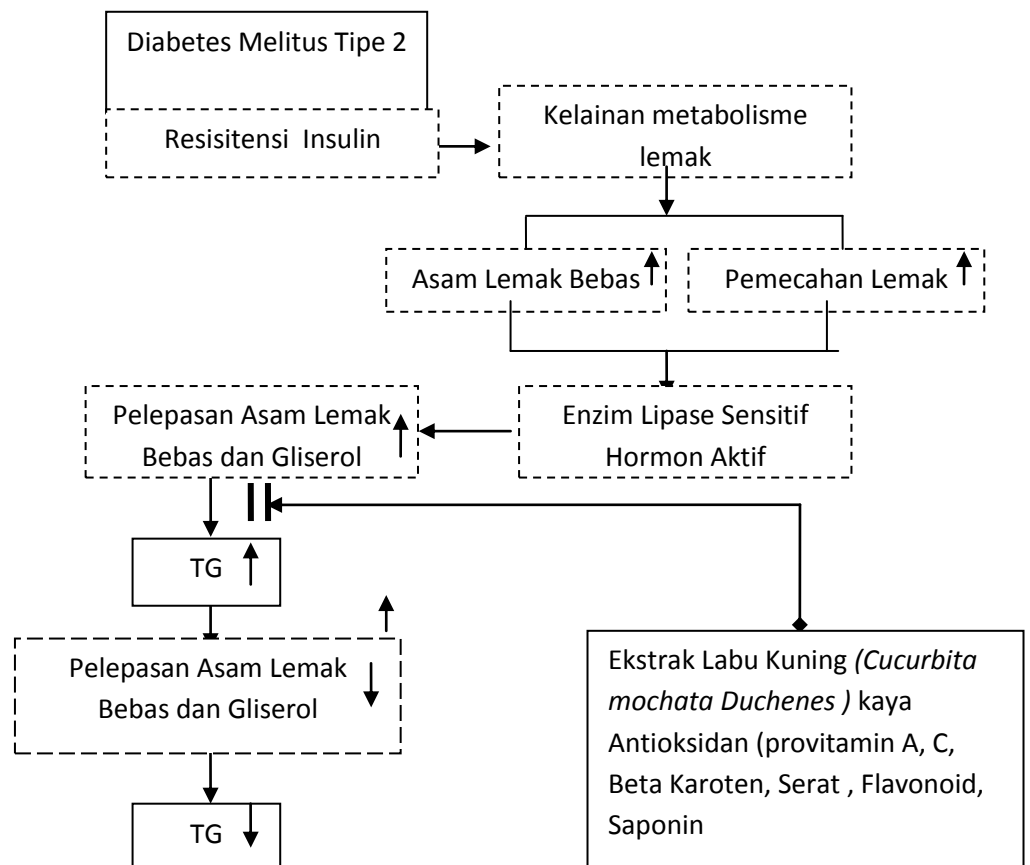 Diabetes Melitus Tipe 2
Resisitensi Insulin
Kelainan metabolisme
lemak
Asam Lemak Bebas
Pemecahan Lemak
Enzim Lipase Sensitif
Hormon Aktif
Pelepasan Asam Lemak
Bebas dan Gliserol
TG
Pelepasan Asam Lemak
Bebas dan Gliserol
TG
Ekstrak Labu Kuning (Cucurbita
mochata Duchenes ) kaya
Antioksidan (provitamin A, C,
Beta Karoten, Serat , Flavonoid,
Saponin